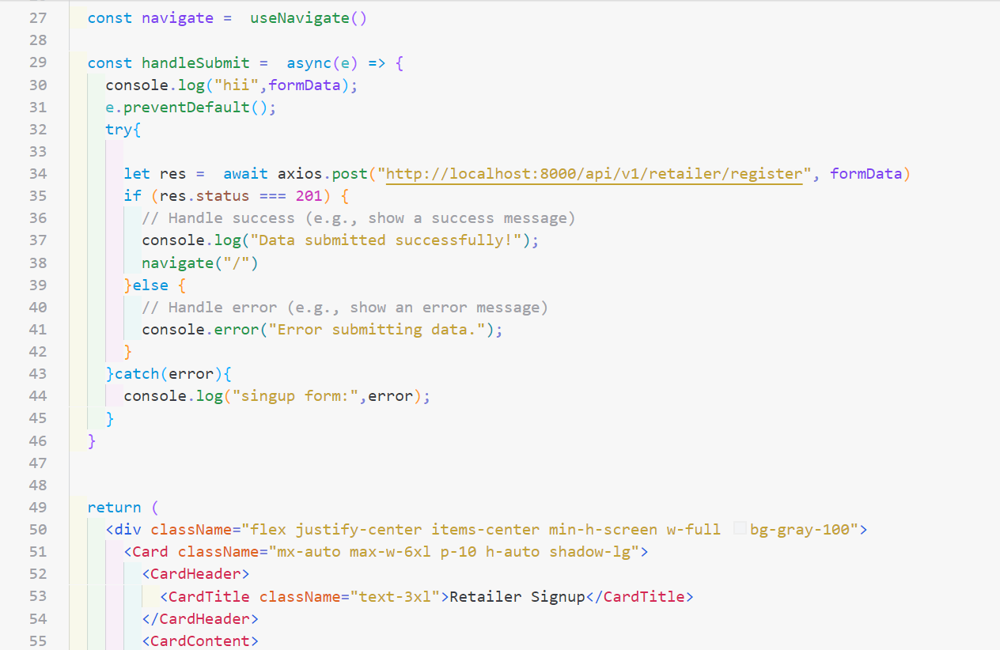 27 const navigate =  useNavigate()
28
29 const handleSubmit =  async(e) => {
30 console.log("hii",formData);
31 e.preventDefault();
32 try{
33
34 let res =  await axios.post("http://localhost:8000/api/v1/retailer/register", formData)
35 if (res.status === 201) {
36 // Handle success (e.g., show a success message)
37 console.log("Data submitted successfully!");
38 navigate("/")
39 }else {
40 // Handle error (e.g., show an error message)
41 console.error("Error submitting data.");
42 }
43 }catch(error){
44 console.log("singup form:",error);
45 }
46 }
47
48
49 return (
50 <div className="flex justify-center items-center min-h-screen w-full bg-gray-100">
51 <Card className="mx-auto max-w-6xl p-10 h-auto shadow-lg">
52 <CardHeader>
53 <CardTitle className="text-3xl">Retailer Signup</CardTitle>
54 </CardHeader>
55 <CardContent>